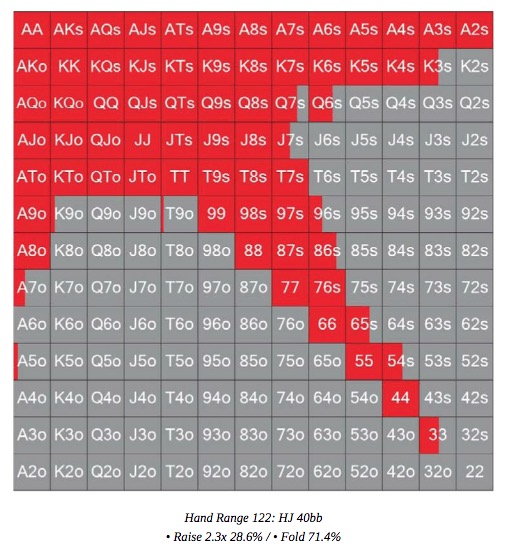 AA AKs AQs AJs ATs A9s A8s A7s A6s A5s A4s A3s A2s
AKo KK KQs KJs KTs K9s K8s K7s K6s K5s K4s K3s K2s
AQo KQo QQ QJs QTs Q9s Q8s Q7s Q6s Q5s Q4s Q3s Q2s
AJo KJo QJo JJ JTs J9s J8s J7s J6s J5s J4s J3s J2s
ATo KTo QTo JTo TT T9s T8s T7s T6s T5s T4s T3s T2s
A9o K9o Q9o J9o T9o 99 98s 97s 96s 95s 94s 93s 92s
A8o K8o Q8o J8o T8o 98o 88 87s 86s 85s 84s 83s 82s
A7o K7o Q7o J7o T7o 97o 87o 77 76s 75s 74s 73s 72s
A6o K6o Q6o J6o T6o 96o 86o 76o 66 65s 64s 63s 62s
A5o K5o Q5o J5o T5o 95o 85o 75o 65o 55 54s 53s 52s
A4o K4o Q4o J4o T4o 94o 84o 74o 64o 54o 44 43s 42s
A3o K3o Q3o J3o T3o 93o 83o 73o 63o 53o 43o 33 32s
A2o K2o Q2o J2o T2o 92o 82o 72o 62o 52o 42o 32o 22
Hand Range 122: HJ 40bb
• Raise 2.3x 28.6% / • Fold 71.4%